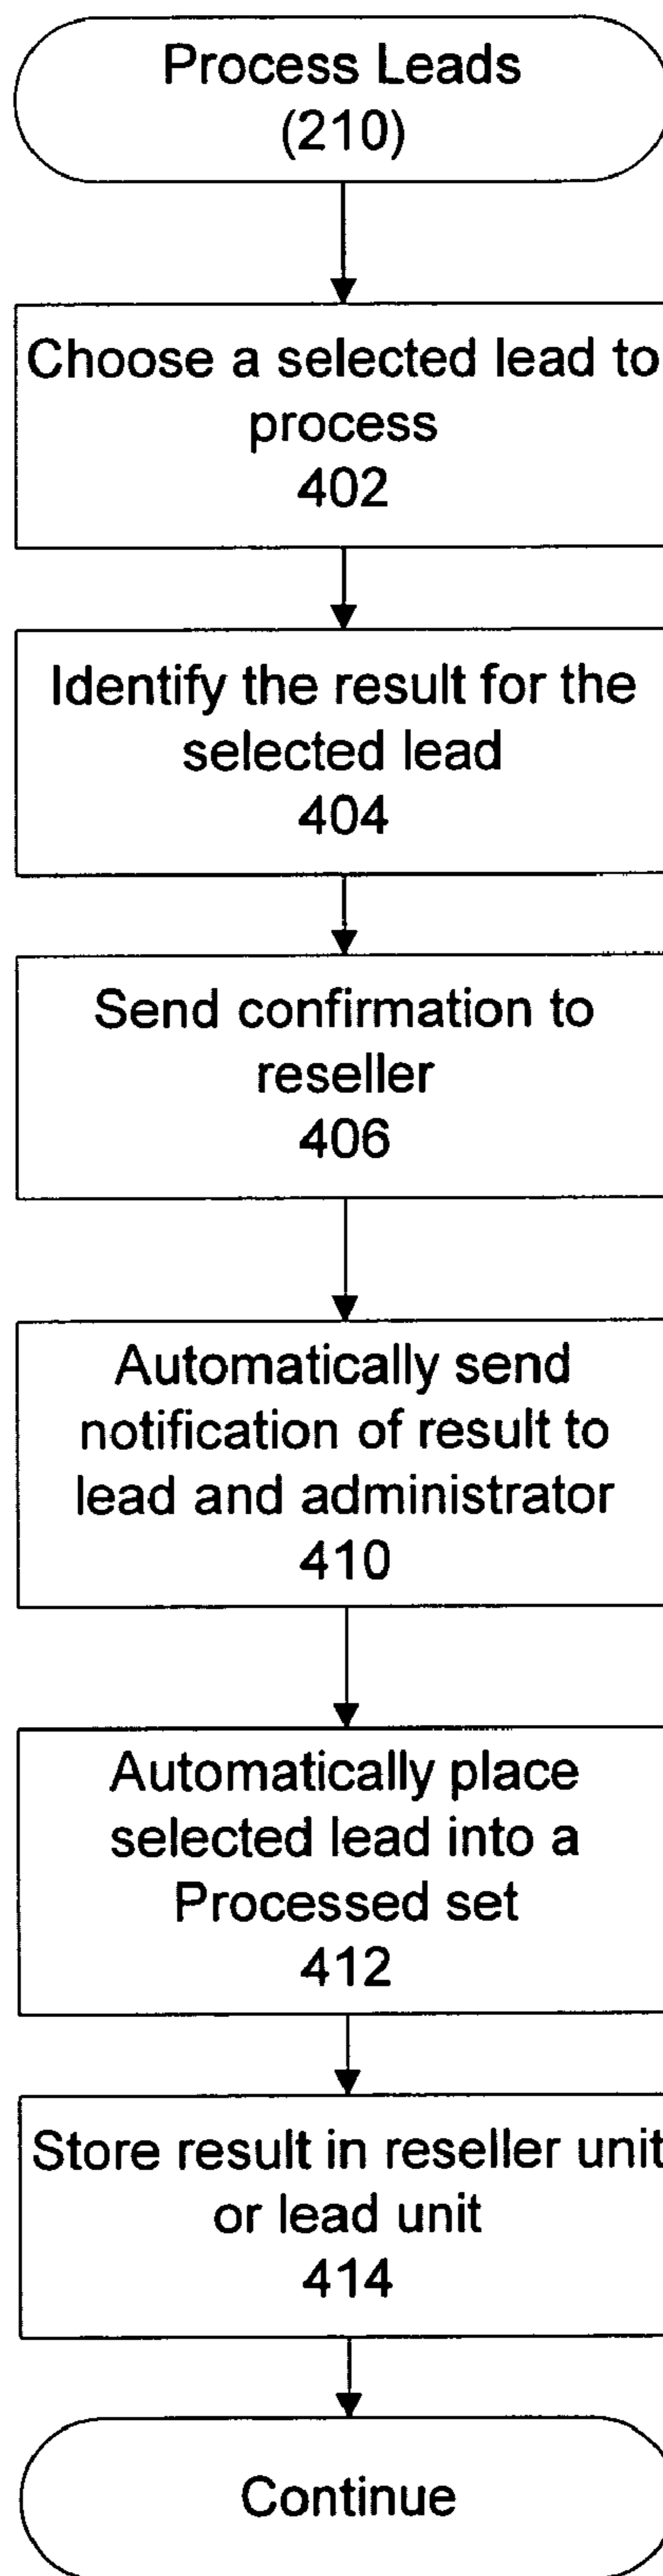 Process Leads
(210)
Choose a selected lead to
process
402
Identify the result for the
selected lead
404
Send confirmation to
reseller
406
Automatically send
notification of result to
lead and administrator
410
Automatically place
selected lead into a
Processed set
412
Store result in reseller unit
or lead unit
414
Continue